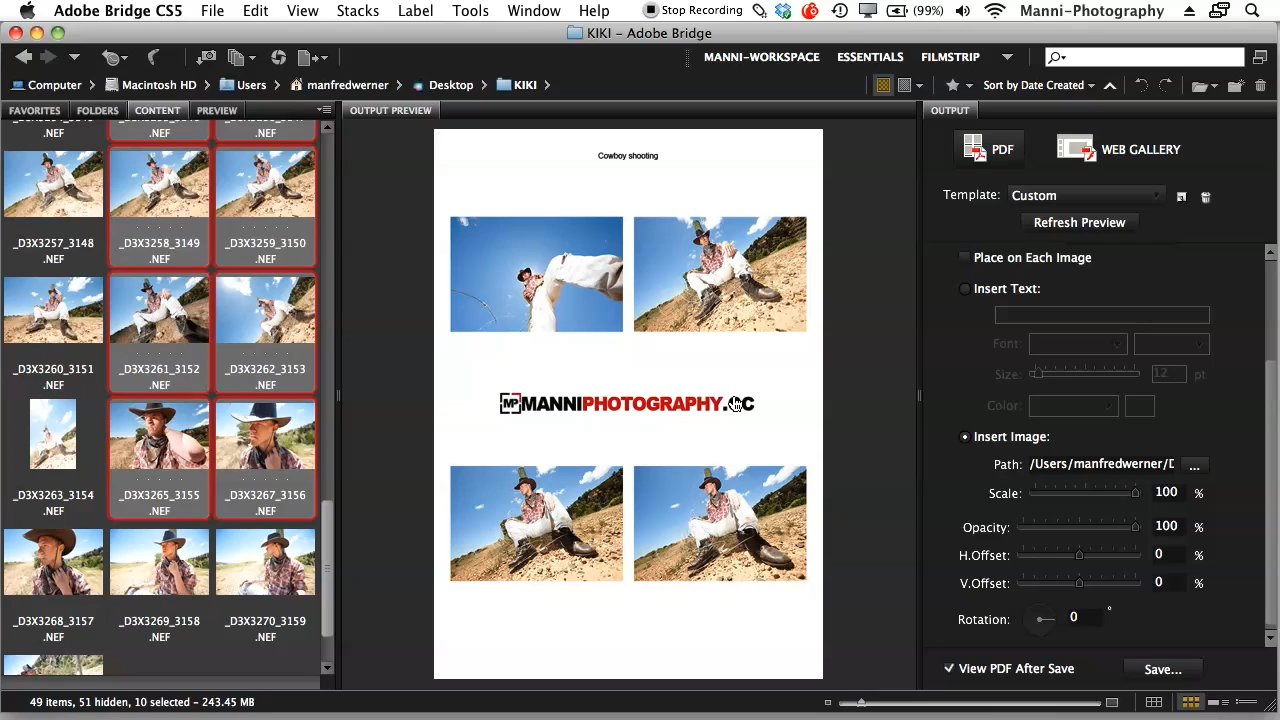 Adobe Bridge CS5 File Edit View Stacks Label Tools Window Help Stop Recording (99%) Manni-Photography
KIKI – Adobe Bridge
MANNI-WORKSPACE ESSENTIALS FILMSTRIP
Computer Macintosh HD Users manfredwerner Desktop KIKI Sort by Date Created
FAVORITES FOLDERS CONTENT PREVIEW OUTPUT PREVIEW OUTPUT
.NEF .NEF .NEF
_D3X3257_3148 .NEF
_D3X3258_3149 .NEF
_D3X3259_3150 .NEF
_D3X3260_3151 .NEF
_D3X3261_3152 .NEF
_D3X3262_3153 .NEF
_D3X3263_3154 .NEF
_D3X3265_3155 .NEF
_D3X3267_3156 .NEF
_D3X3268_3157 .NEF
_D3X3269_3158 .NEF
_D3X3270_3159 .NEF
Cowboy shooting
MP MANNIPHOTOGRAPHY.
PDF WEB GALLERY
Template: Custom
Refresh Preview
Place on Each Image
Insert Text:
Font:
Size: 12 pt
Color:
Insert Image:
Path: /Users/manfredwerner/D ...
Scale: 100 %
Opacity: 100 %
H.Offset: 0 %
V.Offset: 0 %
Rotation: 0 °
View PDF After Save Save...
49 items, 51 hidden, 10 selected – 243.45 MB